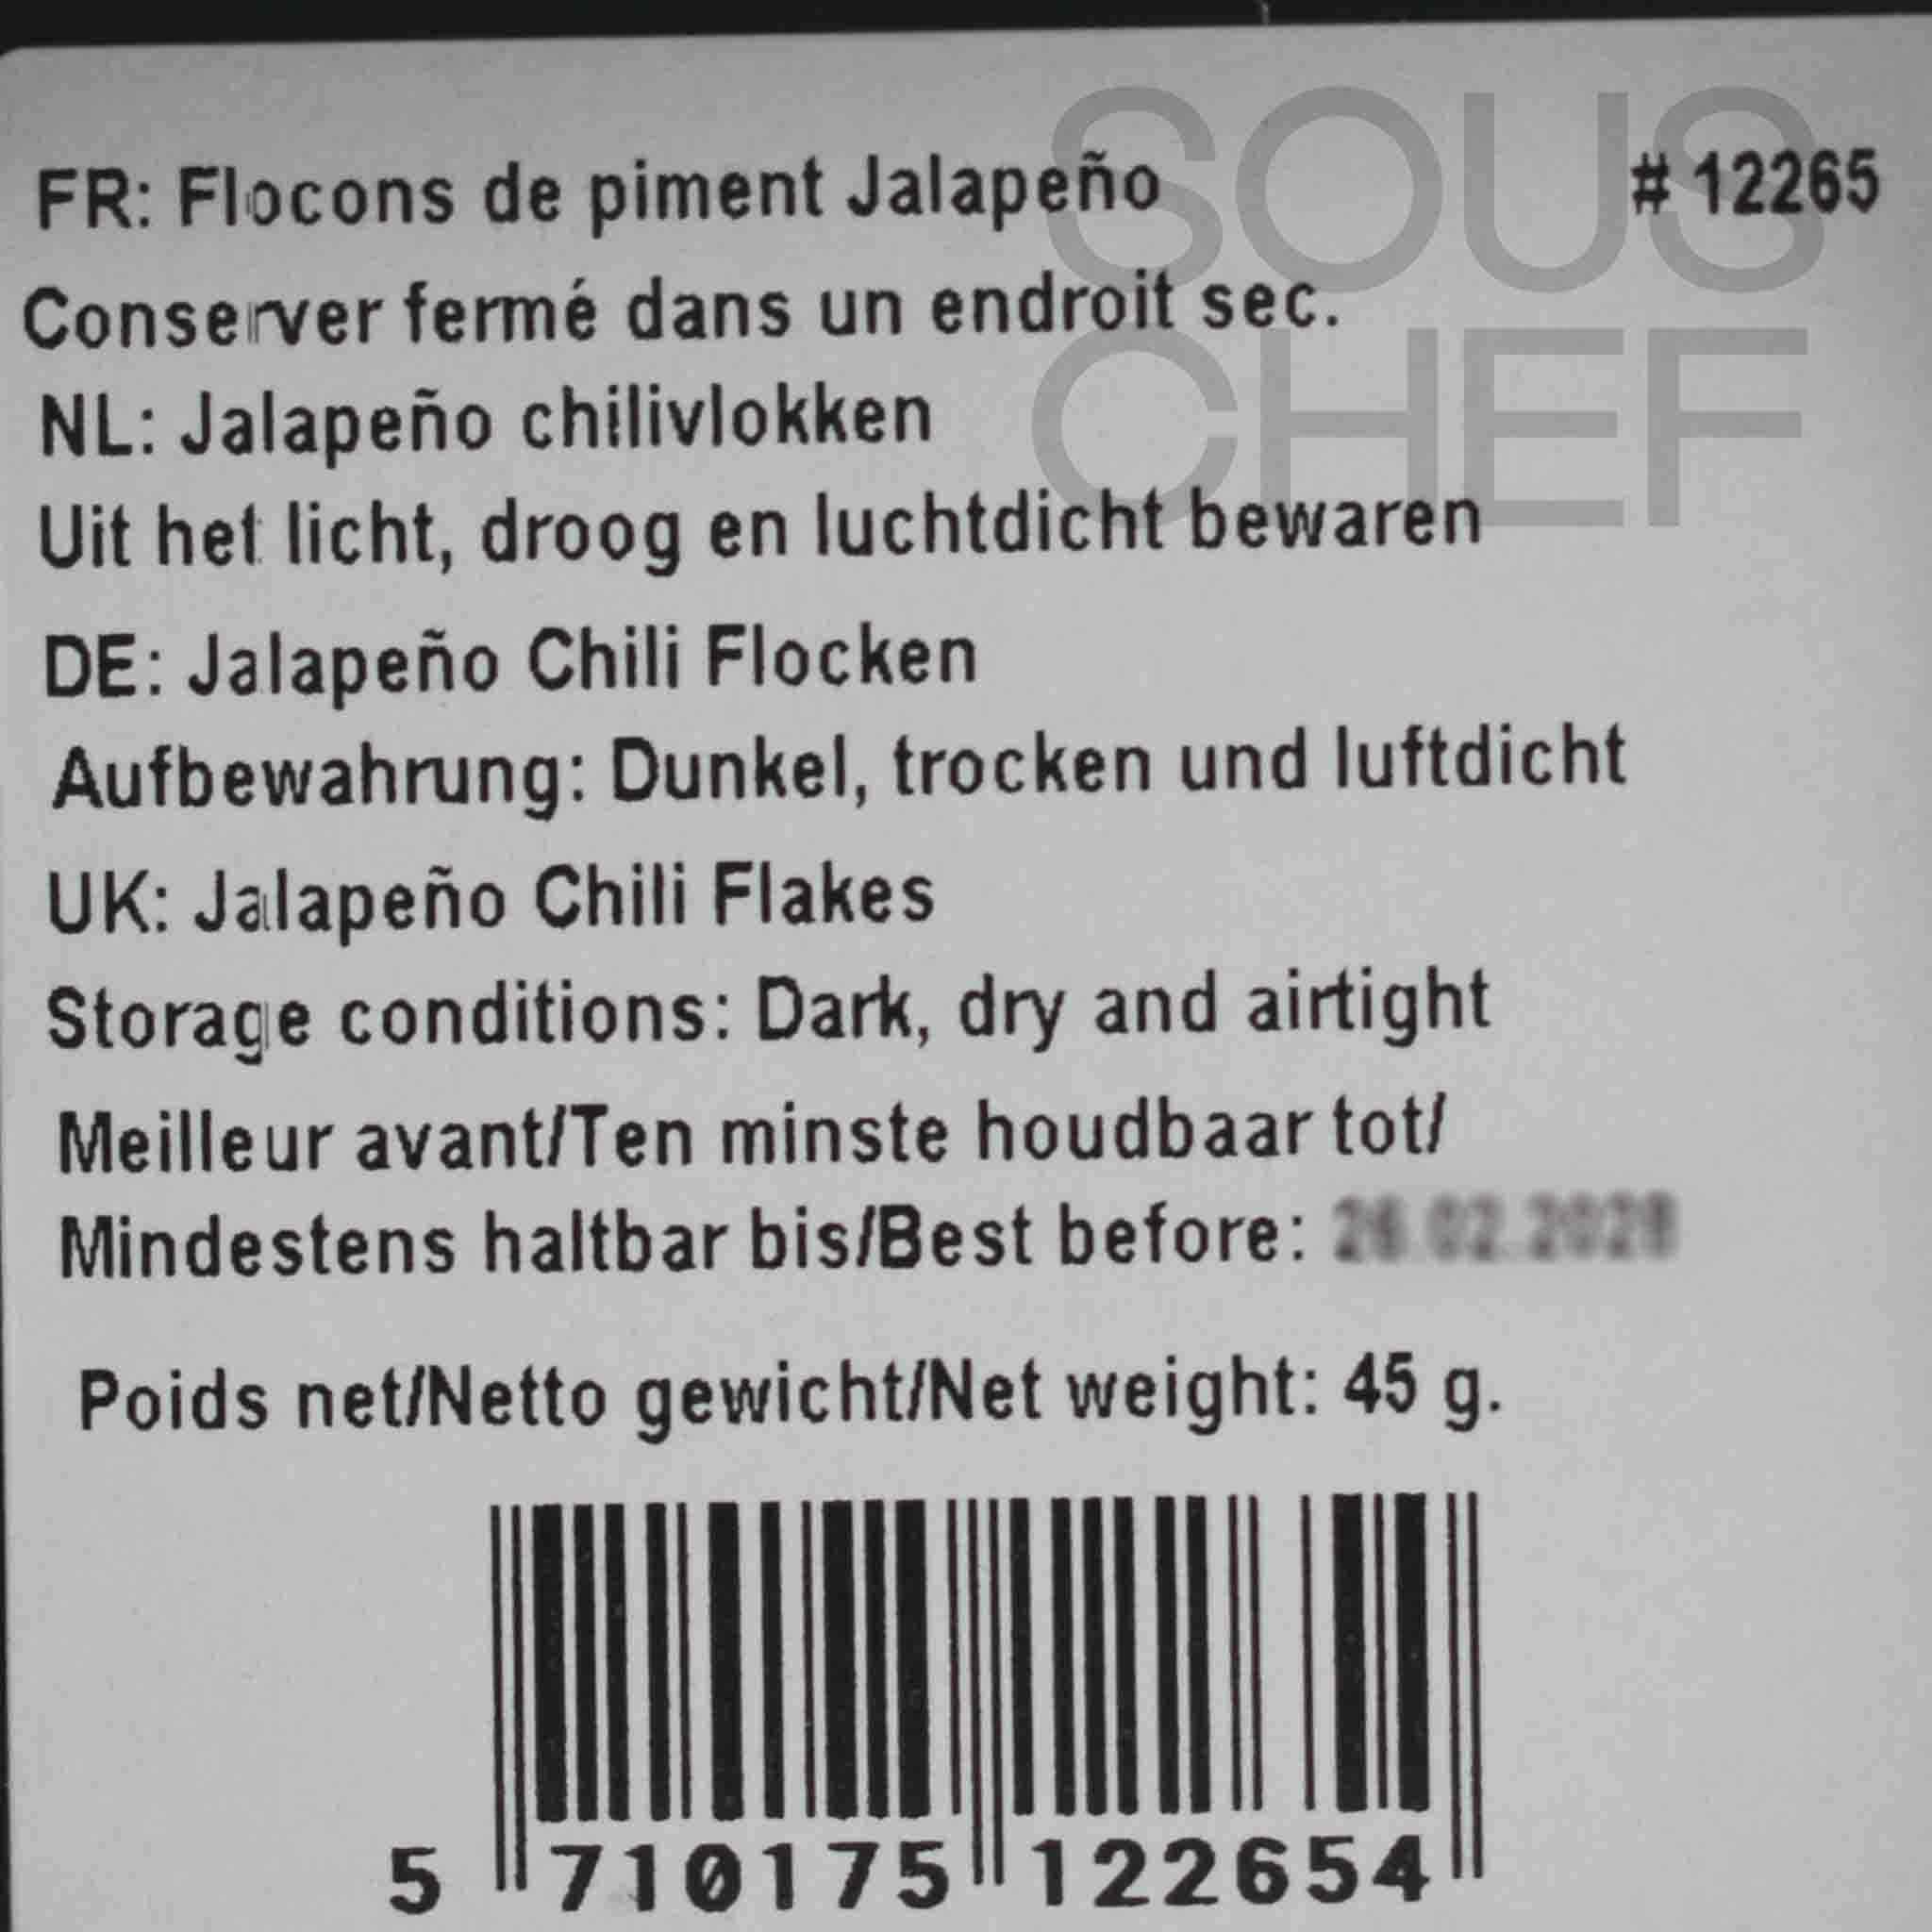 SOUS
CHEF
FR: Flocons de piment Jalapeño # 12265
Conserver fermé dans un endroit sec.
NL: Jalapeño chilivlokken
Uit het licht, droog en luchtdicht bewaren
DE: Jalapeño Chili Flocken
Aufbewahrung: Dunkel, trocken und luftdicht
UK: Jalapeño Chili Flakes
Storage conditions: Dark, dry and airtight
Meilleur avant/Ten minste houdbaar tot/
Mindestens haltbar bis/Best before:
Poids net/Netto gewicht/Net weight: 45 g.
5 710175 122654